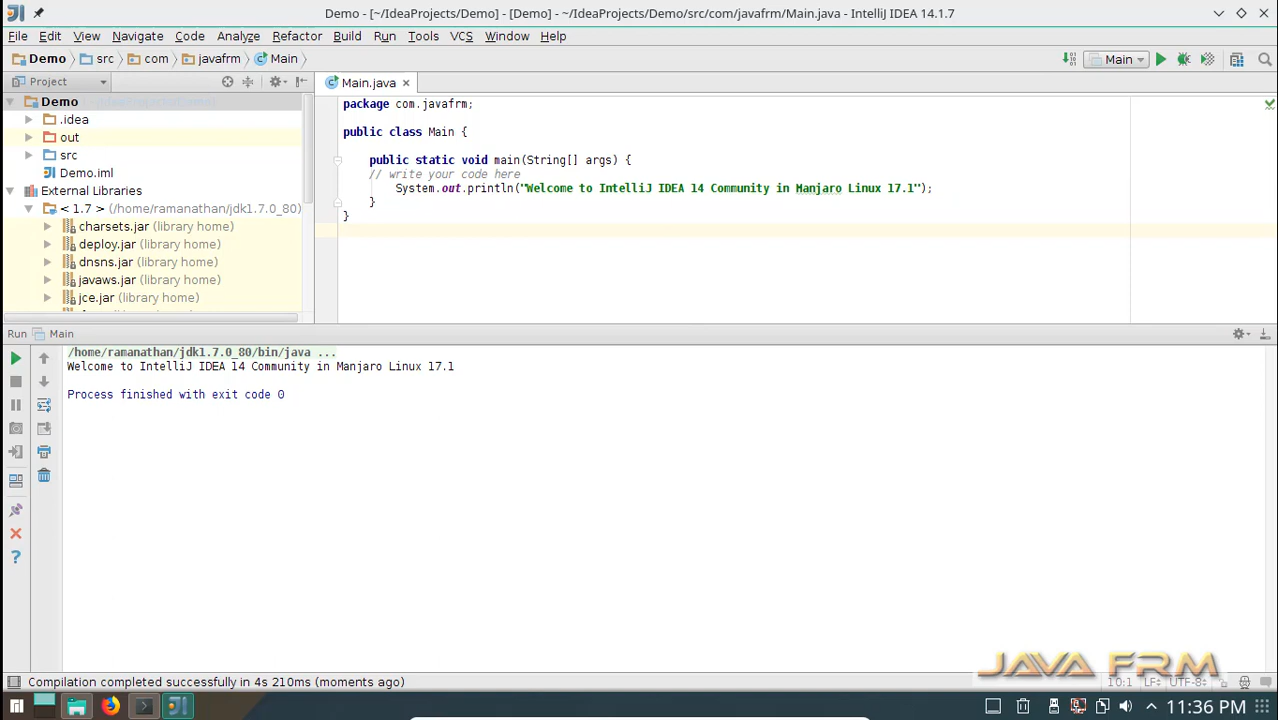 Demo - [~/IdeaProjects/Demo] - [Demo] - ~/IdeaProjects/Demo/src/com/javafrm/Main.java - IntelliJ IDEA 14.1.7
File Edit View Navigate Code Analyze Refactor Build Run Tools VCS Window Help
Demo src com javafrm Main Main
Project
Main.java
Demo (~/IdeaProjects/Demo)
.idea
out
src
Demo.iml
External Libraries
< 1.7 > (/home/ramanathan/jdk1.7.0_80)
charsets.jar (library home)
deploy.jar (library home)
dnsns.jar (library home)
javaws.jar (library home)
jce.jar (library home)
package com.javafrm;
public class Main {
public static void main(String[] args) {
// write your code here
System.out.println("Welcome to IntelliJ IDEA 14 Community in Manjaro Linux 17.1");
}
}
Run Main
/home/ramanathan/jdk1.7.0_80/bin/java ...
Welcome to IntelliJ IDEA 14 Community in Manjaro Linux 17.1
Process finished with exit code 0
JAVA FRM
Compilation completed successfully in 4s 210ms (moments ago)
10:1 LF UTF-8
11:36 PM